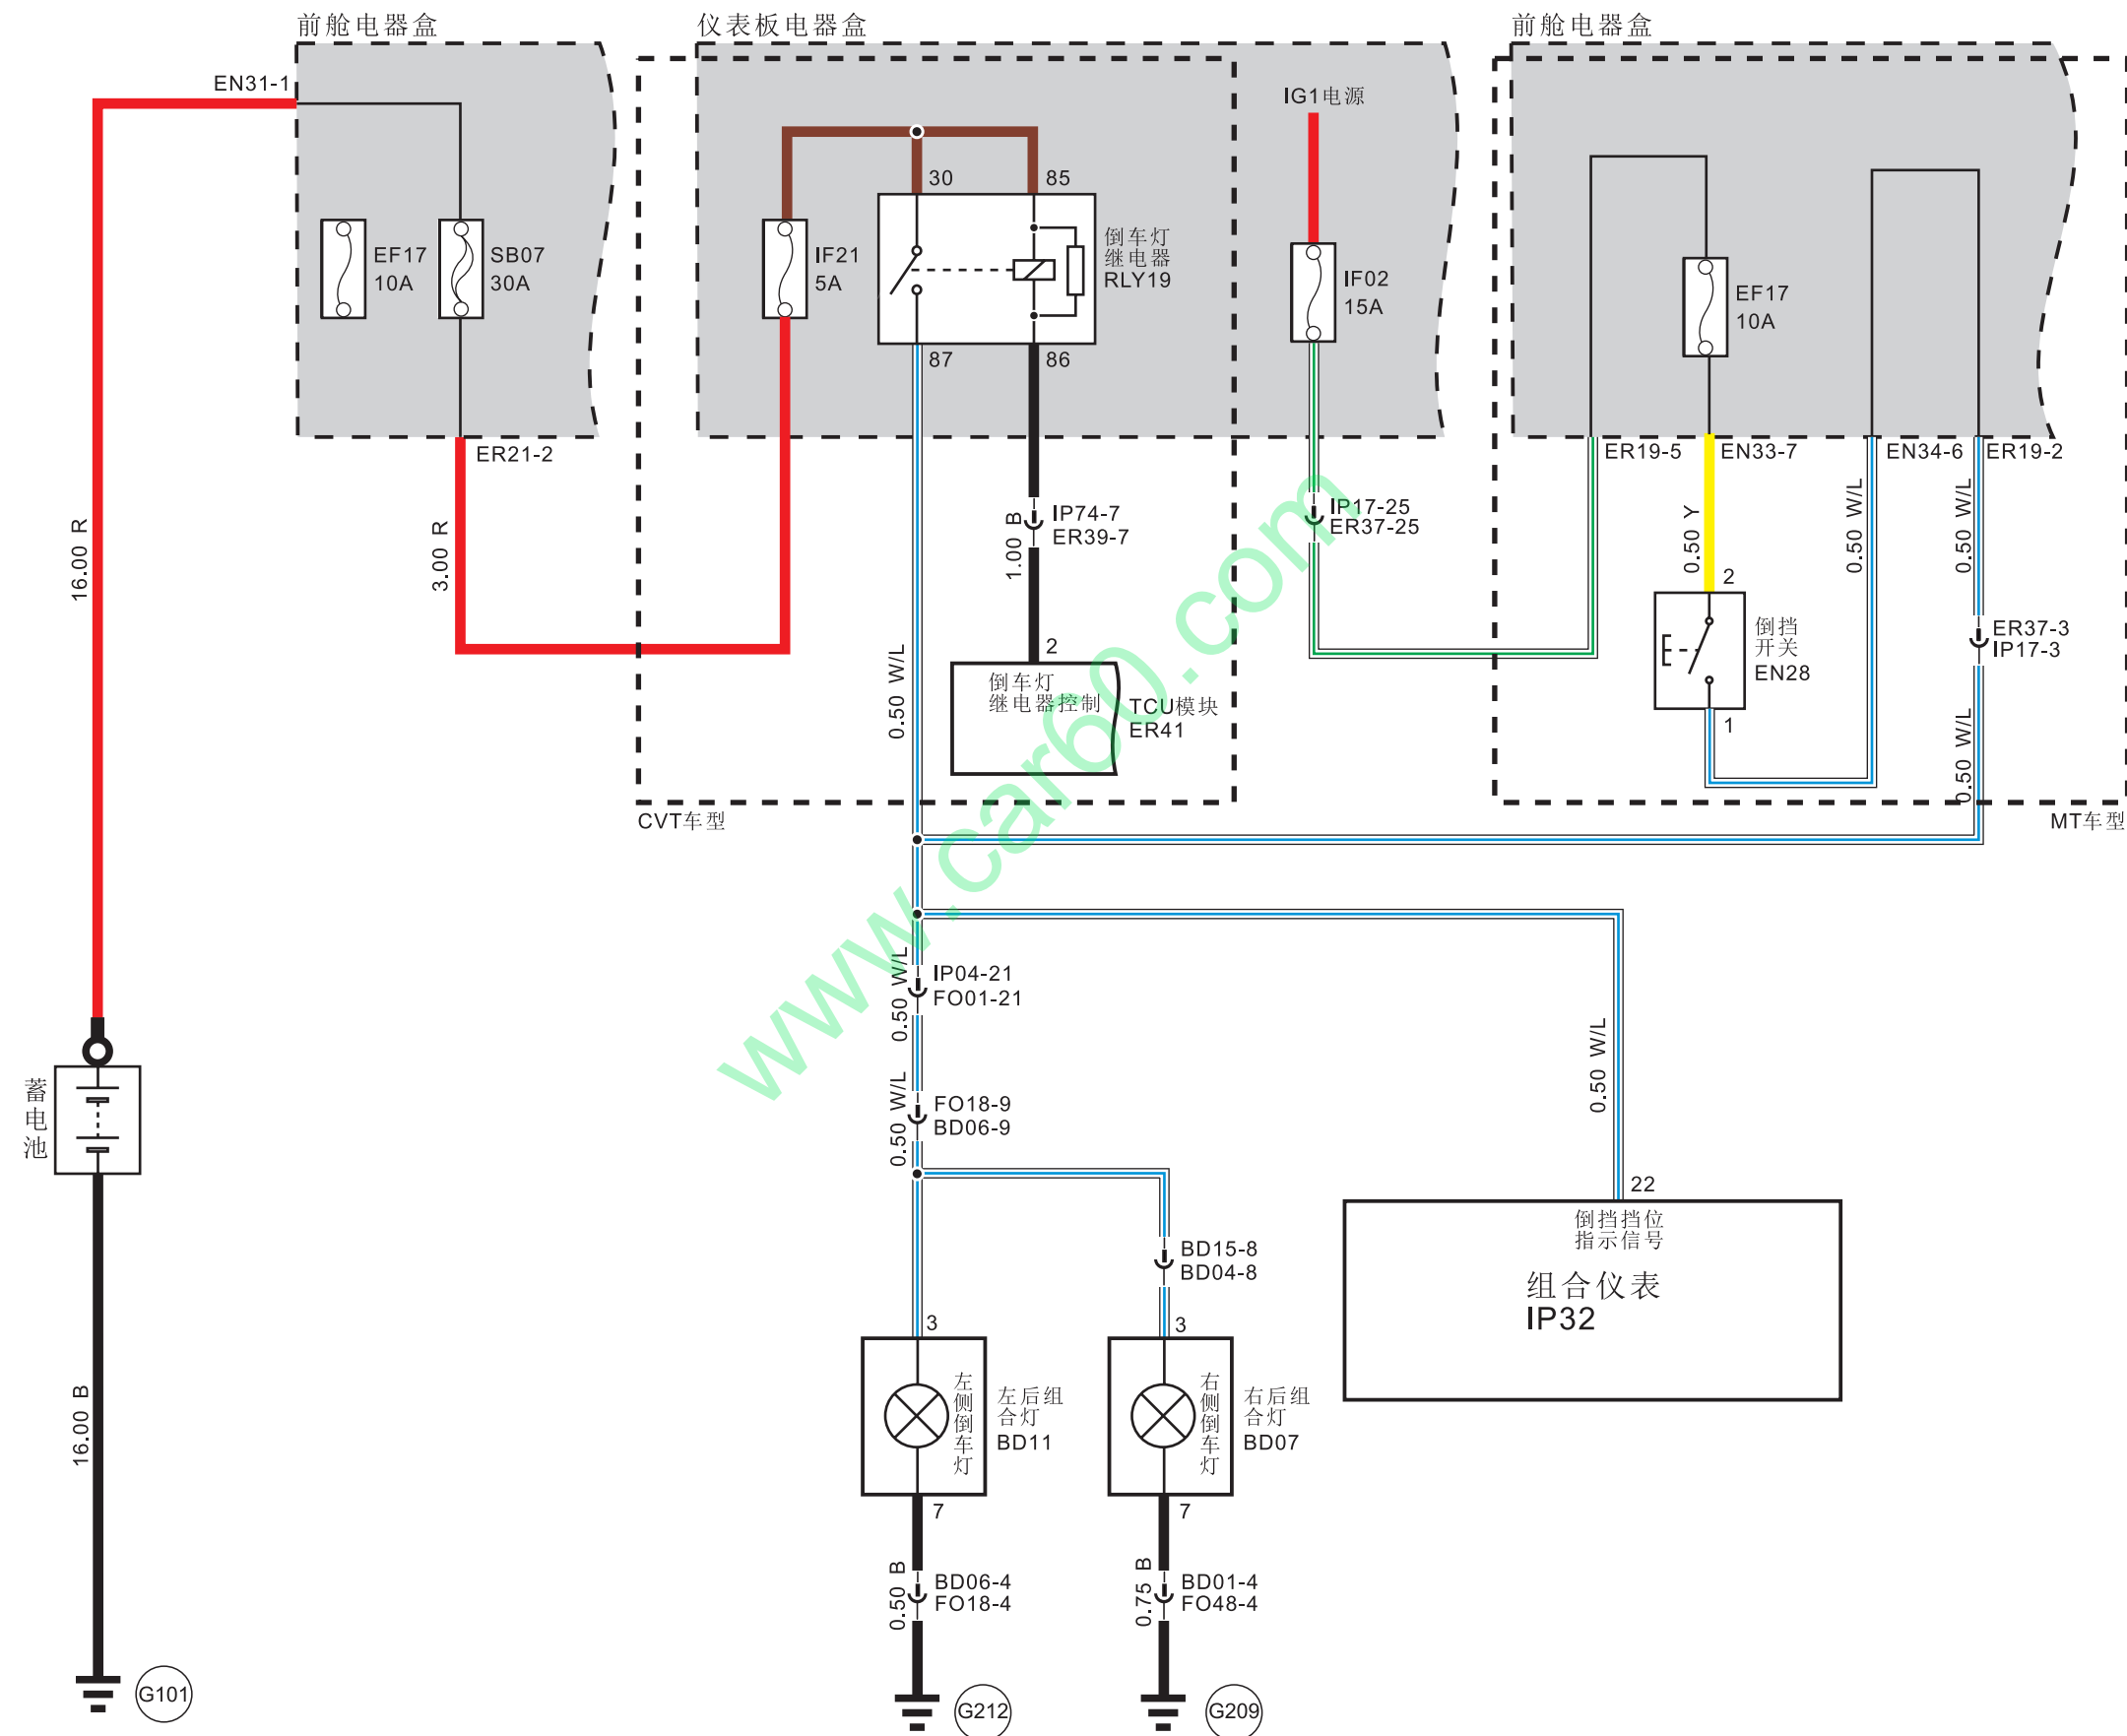 前舱电器盒
仪表板电器盒
前舱电器盒
EN31-1
IG1电源
30
85
EF17
10A
SB07
30A
IF21
5A
倒车灯
继电器
RLY19
IF02
15A
EF17
10A
87
86
ER21-2
ER19-5
EN33-7
EN34-6
ER19-2
16.00 R
3.00 R
1.00 B
IP74-7
ER39-7
IP17-25
ER37-25
0.50 Y
0.50 W/L
0.50 W/L
2
倒挡
开关
EN28
1
ER37-3
IP17-3
0.50 W/L
0.50 W/L
2
倒车灯
继电器控制
TCU模块
ER41
CVT车型
MT车型
www.car60.com
0.50 W/L
IP04-21
FO01-21
0.50 W/L
FO18-9
BD06-9
0.50 W/L
蓄电池
22
倒挡挡位
指示信号
组合仪表
IP32
BD15-8
BD04-8
3
3
左侧倒车灯
左后组
合灯
BD11
右侧倒车灯
右后组
合灯
BD07
16.00 B
7
7
0.50 B
BD06-4
FO18-4
0.75 B
BD01-4
FO48-4
G101
G212
G209